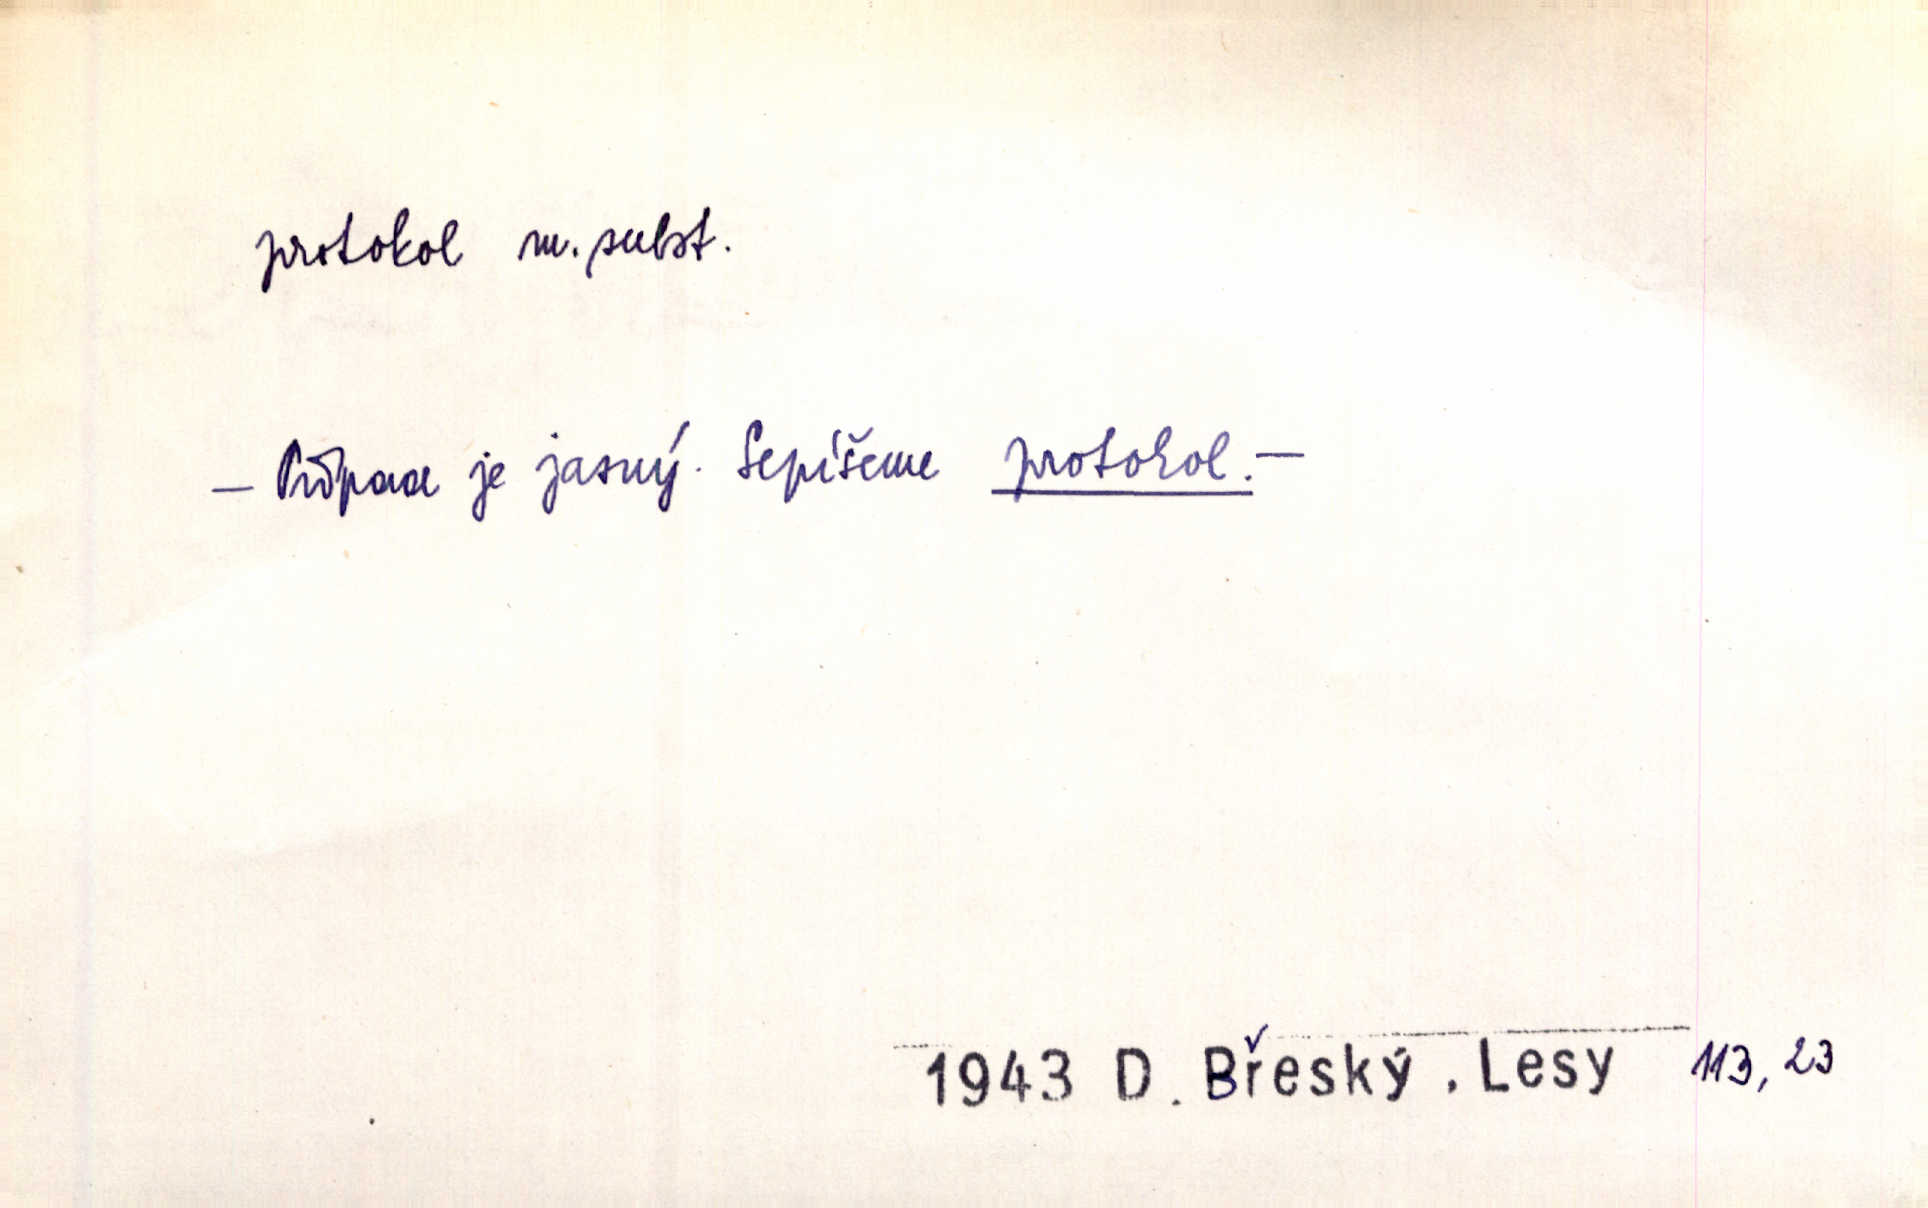 protokol m. subst.
— Případ je jasný. Sepíšeme protokol. —
1943 D. Břeský, Lesy 113, 23